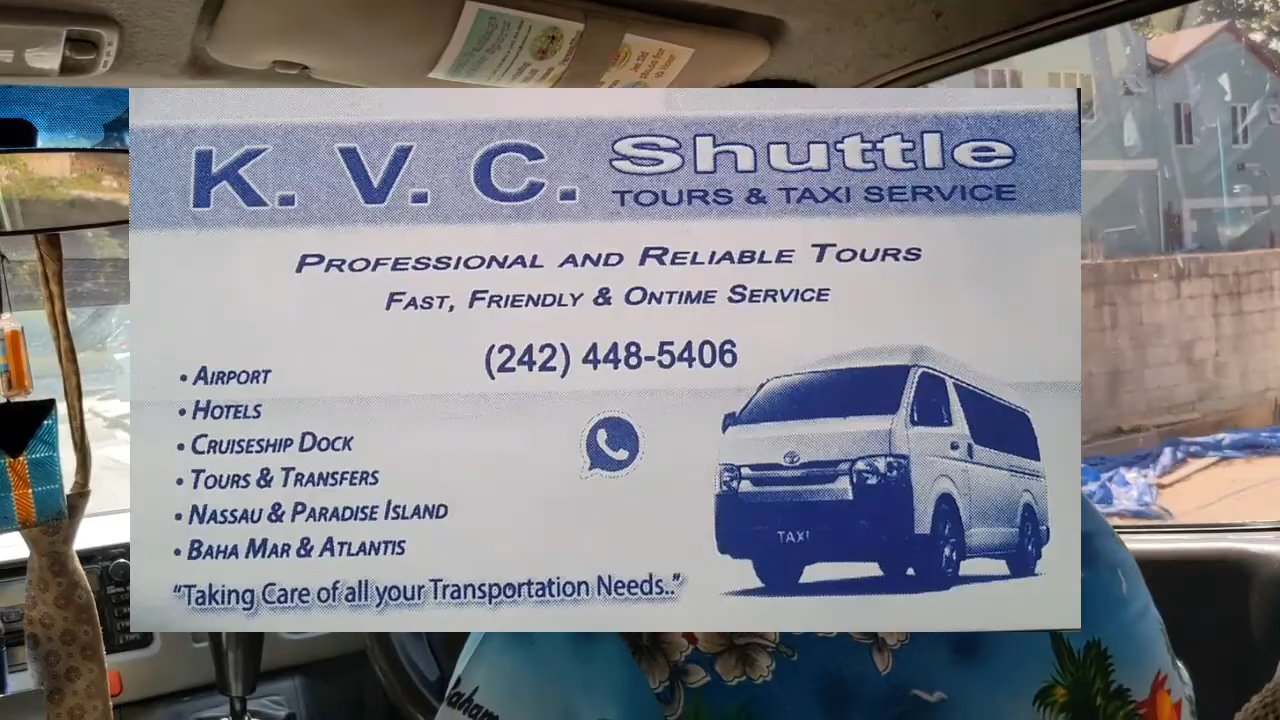 K. V. C. Shuttle
TOURS & TAXI SERVICE
PROFESSIONAL AND RELIABLE TOURS
FAST, FRIENDLY & ONTIME SERVICE
(242) 448-5406
• AIRPORT
• HOTELS
• CRUISESHIP DOCK
• TOURS & TRANSFERS
• NASSAU & PARADISE ISLAND
• BAHA MAR & ATLANTIS
TAXI
“Taking Care of all your Transportation Needs..”